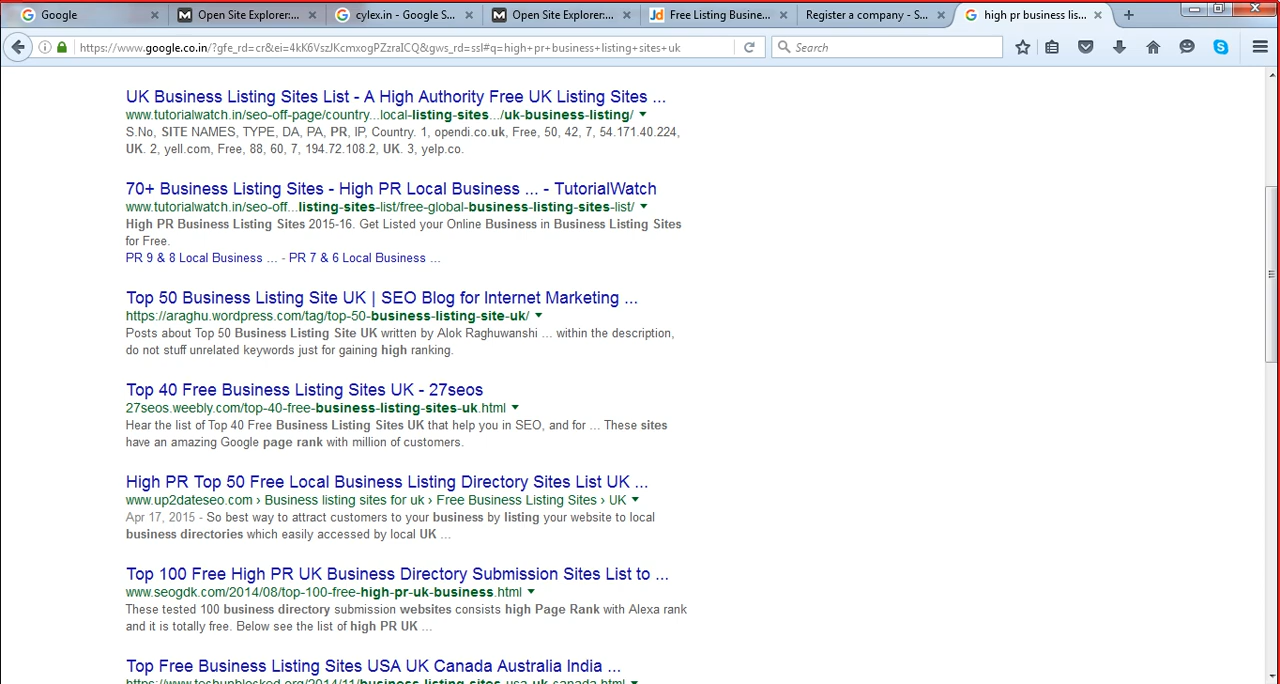 Google
Open Site Explorer:...
cylex.in - Google S...
Open Site Explorer:...
Free Listing Busine...
Register a company - S...
high pr business lis...
https://www.google.co.in/?gfe_rd=cr&ei=4kK6VszJKcmxogPZzraICQ&gws_rd=ssl#q=high+pr+business+listing+sites+uk
Search
UK Business Listing Sites List - A High Authority Free UK Listing Sites ...
www.tutorialwatch.in/seo-off-page/country...local-listing-sites.../uk-business-listing/
S.No, SITE NAMES, TYPE, DA, PA, PR, IP, Country. 1, opendi.co.uk, Free, 50, 42, 7, 54.171.40.224,
UK. 2, yell.com, Free, 88, 60, 7, 194.72.108.2, UK. 3, yelp.co.
70+ Business Listing Sites - High PR Local Business ... - TutorialWatch
www.tutorialwatch.in/seo-off...listing-sites-list/free-global-business-listing-sites-list/
High PR Business Listing Sites 2015-16. Get Listed your Online Business in Business Listing Sites
for Free.
PR 9 & 8 Local Business ... - PR 7 & 6 Local Business ...
Top 50 Business Listing Site UK | SEO Blog for Internet Marketing ...
https://araghu.wordpress.com/tag/top-50-business-listing-site-uk/
Posts about Top 50 Business Listing Site UK written by Alok Raghuwanshi ... within the description,
do not stuff unrelated keywords just for gaining high ranking.
Top 40 Free Business Listing Sites UK - 27seos
27seos.weebly.com/top-40-free-business-listing-sites-uk.html
Hear the list of Top 40 Free Business Listing Sites UK that help you in SEO, and for ... These sites
have an amazing Google page rank with million of customers.
High PR Top 50 Free Local Business Listing Directory Sites List UK ...
www.up2dateseo.com › Business listing sites for uk › Free Business Listing Sites › UK
Apr 17, 2015 - So best way to attract customers to your business by listing your website to local
business directories which easily accessed by local UK ...
Top 100 Free High PR UK Business Directory Submission Sites List to ...
www.seogdk.com/2014/08/top-100-free-high-pr-uk-business.html
These tested 100 business directory submission websites consists high Page Rank with Alexa rank
and it is totally free. Below see the list of high PR UK ...
Top Free Business Listing Sites USA UK Canada Australia India ...
https://www.techunblocked.org/2014/11/business-listing-sites-usa-uk-canada.html